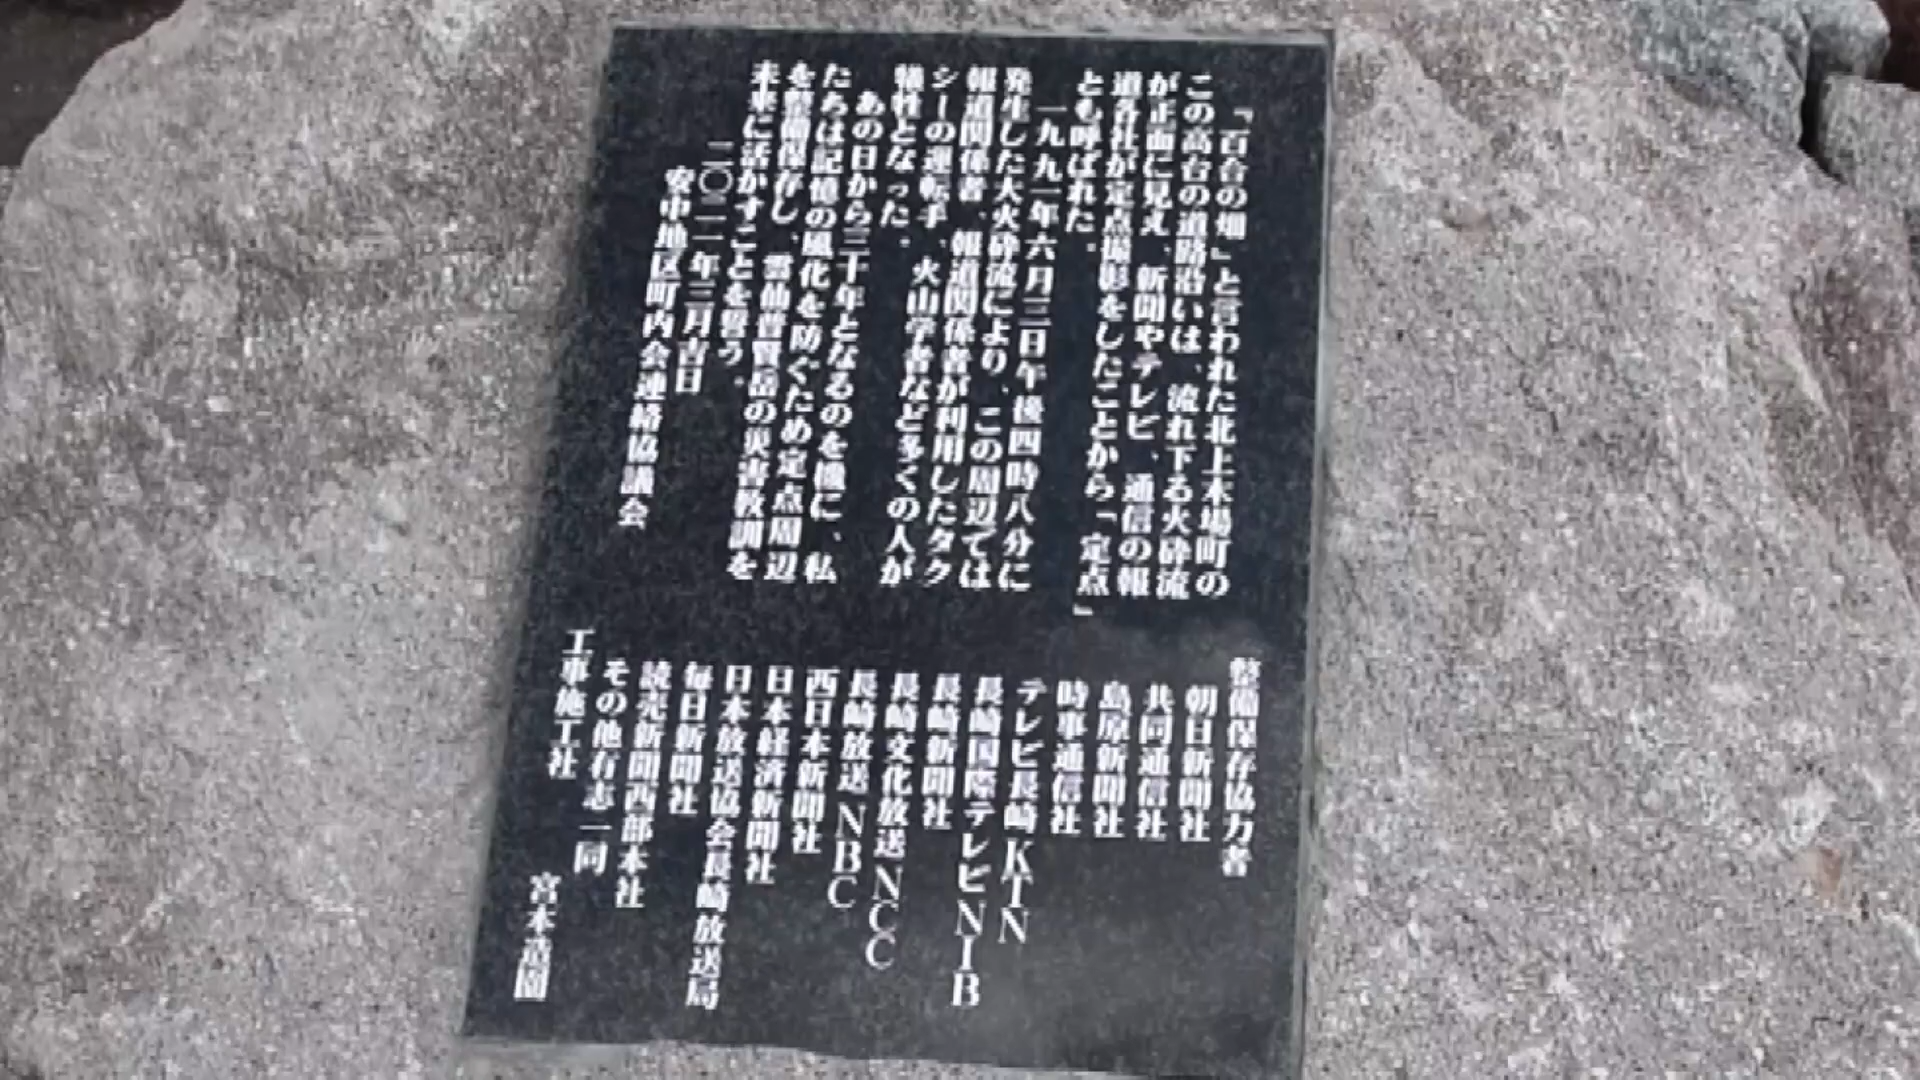 「百合の畑」と言われた北上木場町の
この高台の道路沿いは、流れ下る火砕流
が正面に見え、新聞やテレビ、通信の報
道各社が定点撮影をしたことから「定点」
とも呼ばれた。
一九九一年六月三日午後四時八分に
発生した大火砕流により、この周辺では
報道関係者、報道関係者が利用したタク
シーの運転手、火山学者など多くの人が
犠牲となった。
あの日から三十年となるのを機に、私
たちは記憶の風化を防ぐため定点周辺
を整備保存し、雲仙普賢岳の災害教訓を
未来に活かすことを誓う。
二〇二一年三月吉日
安中地区町内会連絡協議会
整備保存協力者
朝日新聞社
共同通信社
島原新聞社
時事通信社
テレビ長崎KTN
長崎国際テレビNIB
長崎新聞社
長崎文化放送NCC
長崎放送NBC
西日本新聞社
日本経済新聞社
日本放送協会長崎放送局
毎日新聞社
読売新聞西部本社
その他有志一同
工事施工社 宮本造園